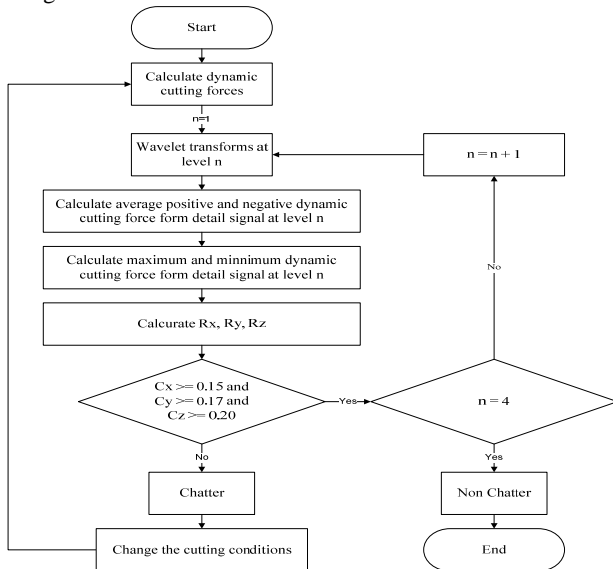 Start
Calculate dynamic
cutting forces
n=1
Wavelet transforms at
level n
n = n + 1
Calculate average positive and negative dynamic
cutting force form detail signal at level n
Calculate maximum and minnimum dynamic
cutting force form detail signal at level n
No
Calcurate Rx, Ry, Rz
Cx >= 0.15 and
Cy >= 0.17 and
Cz >= 0.20
Yes
n = 4
No
Yes
Chatter
Non Chatter
Change the cutting conditions
End